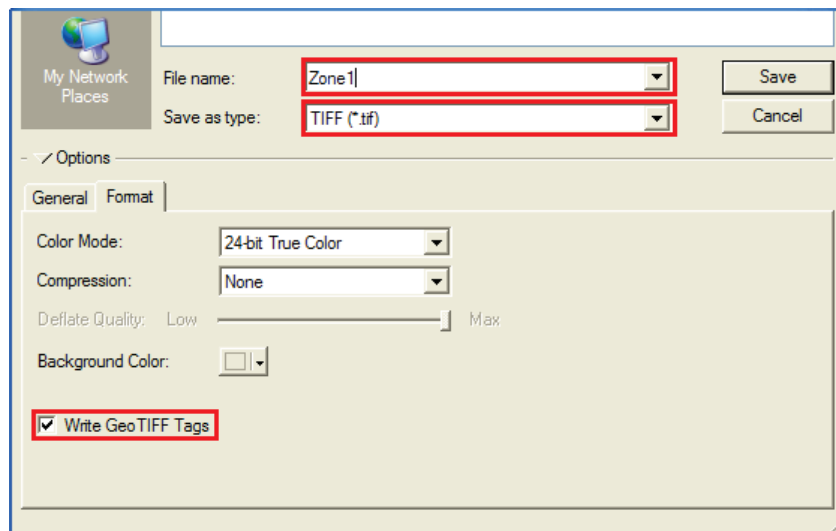 My Network
Places
File name:
Zone1
Save
Save as type:
TIFF (*.tif)
Cancel
Options
General
Format
Color Mode:
24-bit True Color
Compression:
None
Deflate Quality:
Low
Max
Background Color:
Write GeoTIFF Tags